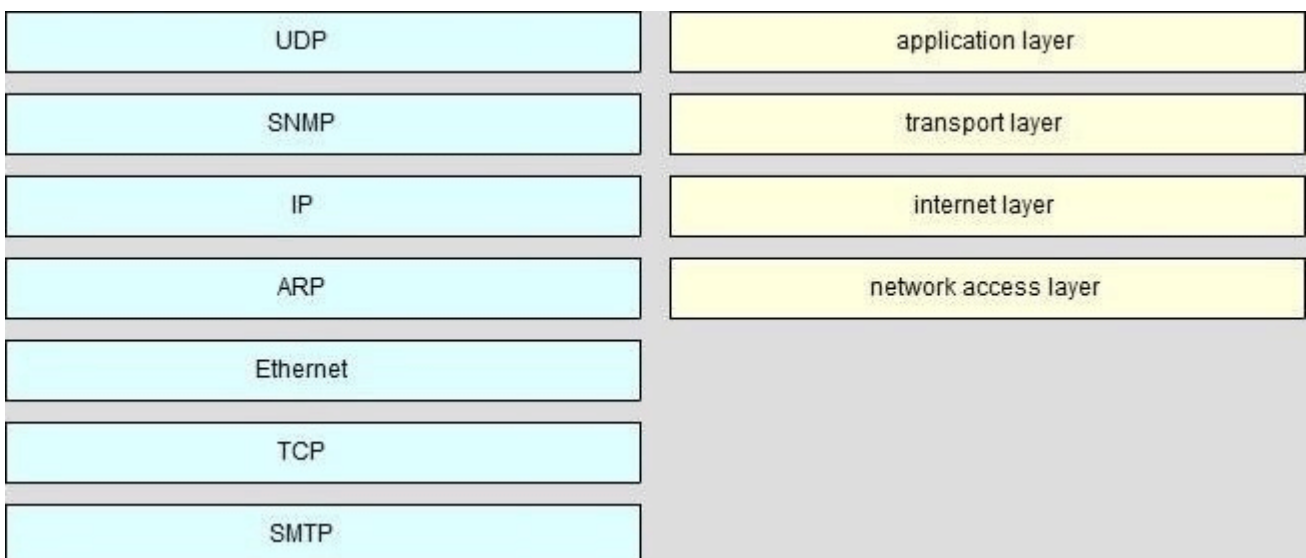 UDP
SNMP
IP
ARP
Ethernet
TCP
SMTP
application layer
transport layer
internet layer
network access layer